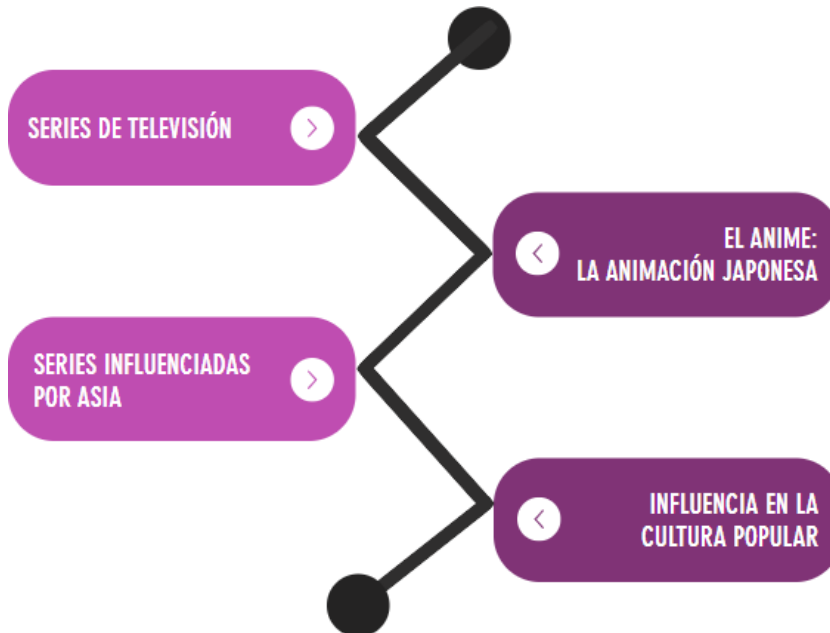 SERIES DE TELEVISIÓN
EL ANIME:
LA ANIMACIÓN JAPONESA
SERIES INFLUENCIADAS
POR ASIA
INFLUENCIA EN LA
CULTURA POPULAR